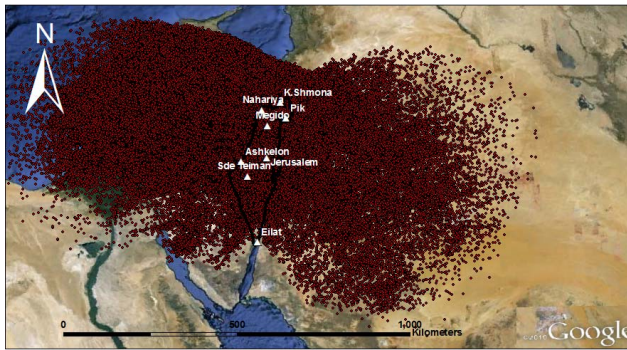 N
K.Shmona
Nahariya
Pik
Megido
Ashkelon
Jerusalem
Sde Teiman
Eilat
0 500 1,000
Kilometers
Google